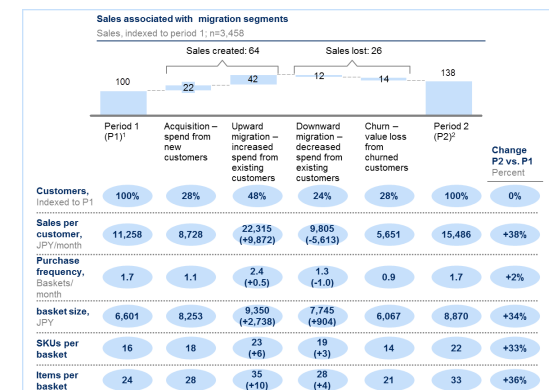 Sales associated with migration segments
Sales, indexed to period 1; n=3,458
Sales created: 64 Sales lost: 26
100 22 42 12 14 138
Period 1 (P1)1
Acquisition – spend from new customers
Upward migration – increased spend from existing customers
Downward migration – decreased spend from existing customers
Churn – value loss from churned customers
Period 2 (P2)2
Change P2 vs. P1
Percent
Customers, Indexed to P1
100% 28% 48% 24% 28% 100% 0%
Sales per customer, JPY/month
11,258 8,728 22,315 (+9,872) 9,805 (-5,613) 5,651 15,486 +38%
Purchase frequency, Baskets/ month
1.7 1.1 2.4 (+0.5) 1.3 (-1.0) 0.9 1.7 +2%
basket size, JPY
6,601 8,253 9,350 (+2,738) 7,745 (+904) 6,067 8,870 +34%
SKUs per basket
16 18 23 (+6) 19 (+3) 14 22 +33%
Items per basket
24 28 35 (+10) 28 (+4) 21 33 +36%